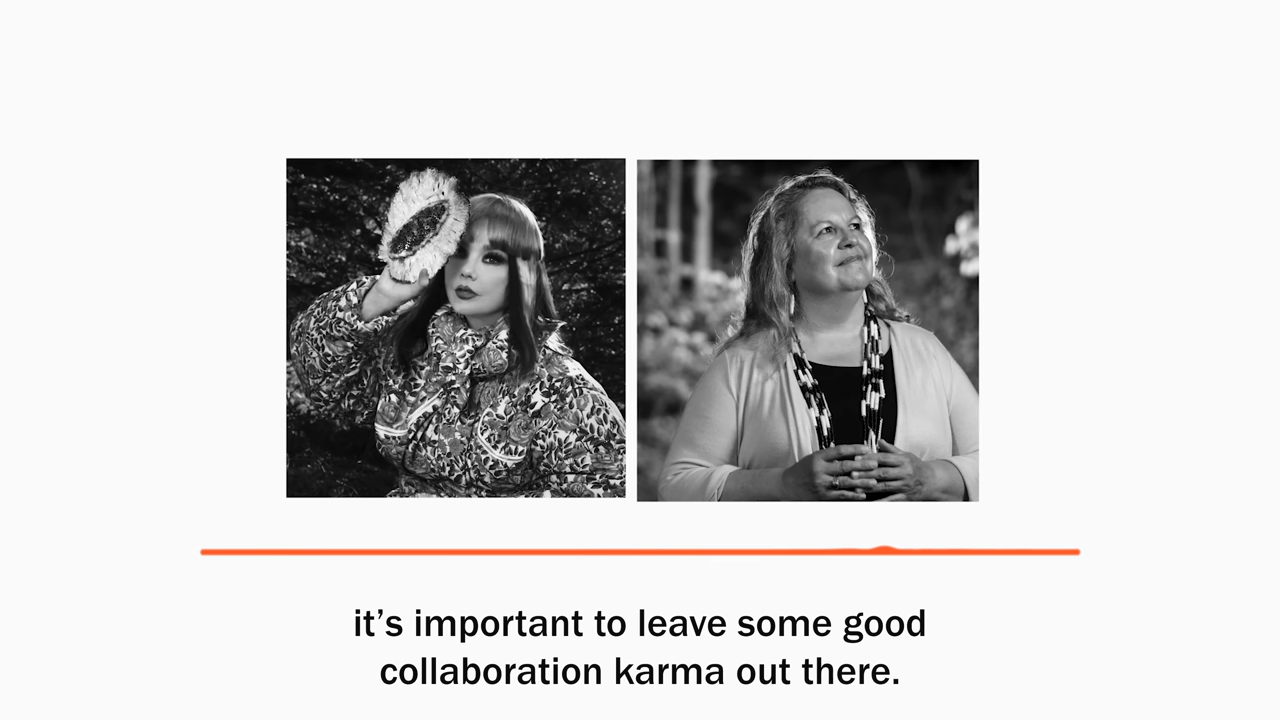 it’s important to leave some good
collaboration karma out there.